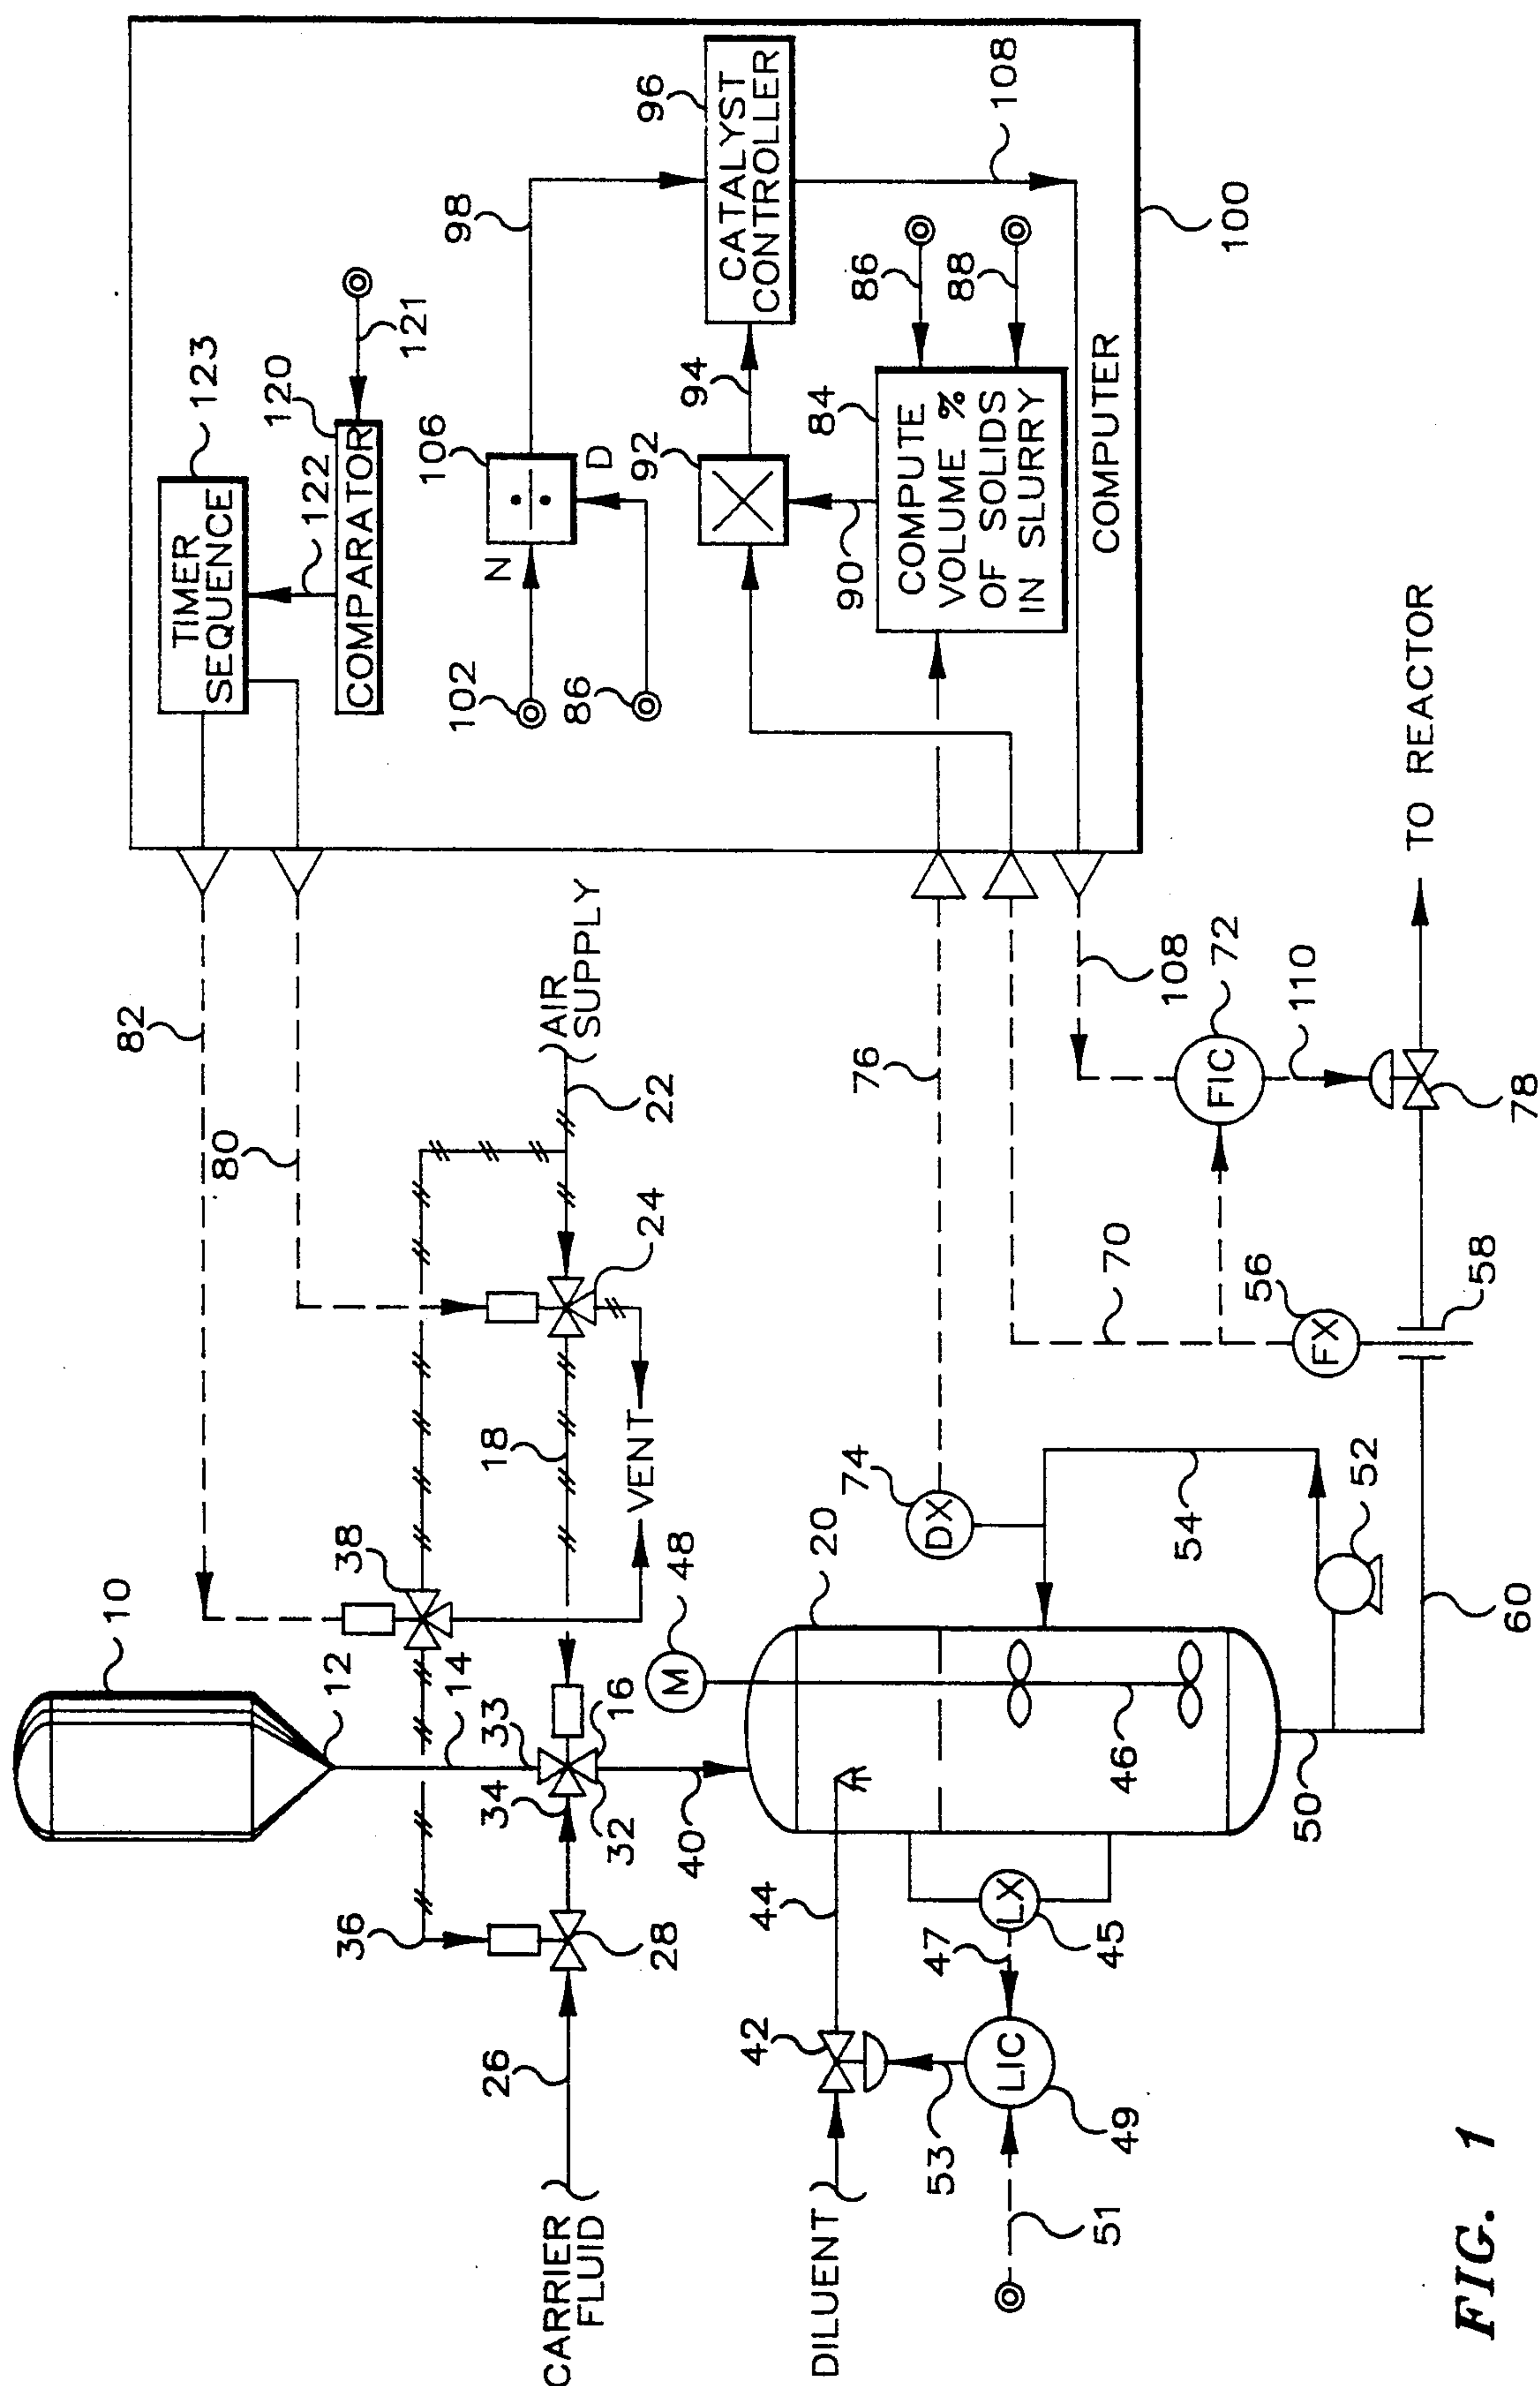 10
12
38
14
33
16
34
32
40
36
28
26
CARRIER
FLUID
82
80
AIR
SUPPLY
22
24
18
VENT
48
M
20
74
DX
76
46
44
42
DILUENT
LX
45
47
LIC
49
53
51
50
54
52
60
FX
56
58
70
FIC
72
108
110
78
TO REACTOR
TIMER
SEQUENCE
123
122
COMPARATOR
120
121
102
N
106
D
86
98
CATALYST
CONTROLLER
96
94
92
90
COMPUTE
VOLUME %
OF SOLIDS
IN SLURRY
84
86
88
108
COMPUTER
100
FIG. 1